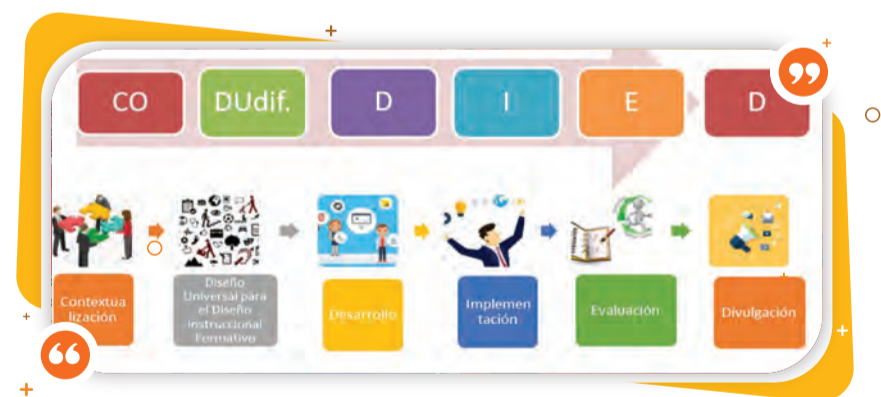 CO
DUdif.
D
I
E
D
Contextua
lización
Diseño
Universal para
el Diseño
Instruccional
Formativo
Desarrollo
Implemen
tación
Evaluación
Divulgación